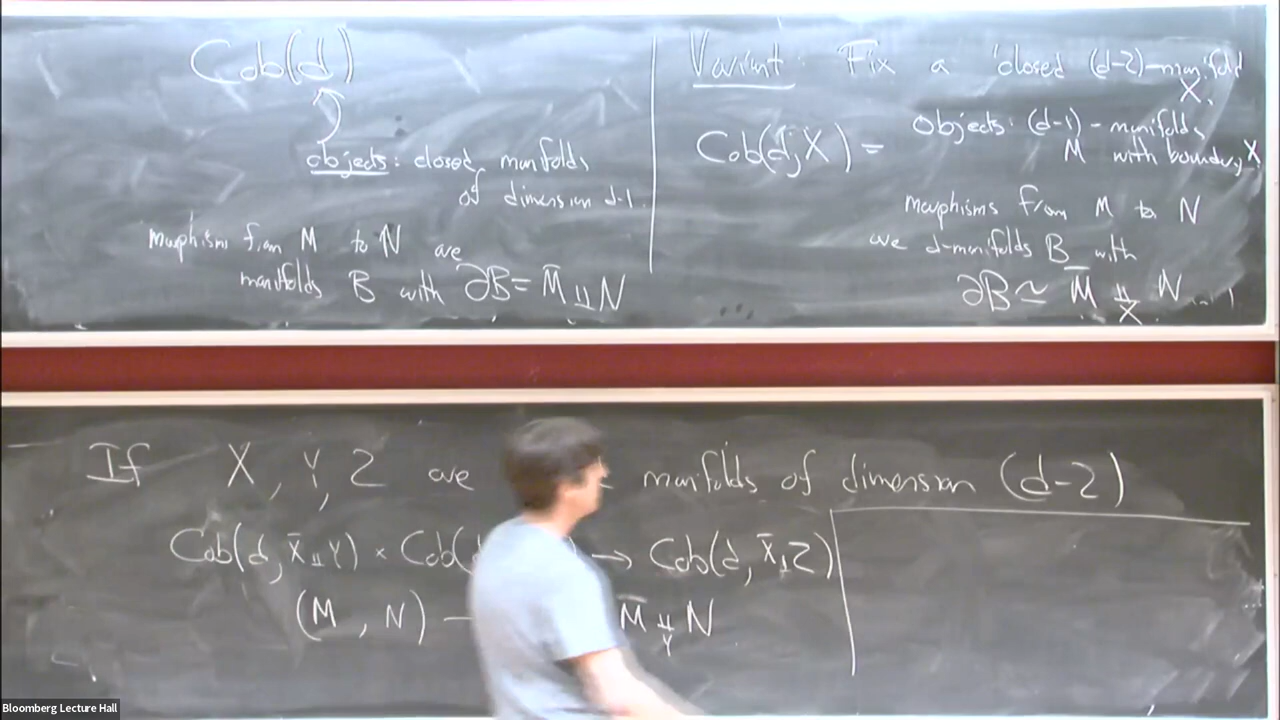 Cob(d)
objects: closed manifolds
of dimension d-1.
morphisms from M to N are
manifolds B with ∂B = M̄ ⨿ N
Variant: Fix a closed (d-2)-manifold
X.
Cob(d, X) =
Objects: (d-1)-manifolds
M with boundary X
morphisms from M to N
are d-manifolds B with
∂B ≃ M̄ ⨿_X N
If X, Y, Z are manifolds of dimension (d-2)
Cob(d, X̄ ⨿ Y) × Cob(d → Cob(d, X̄ ⨿ Z)
(M , N) M ⨿_Y N
Bloomberg Lecture Hall